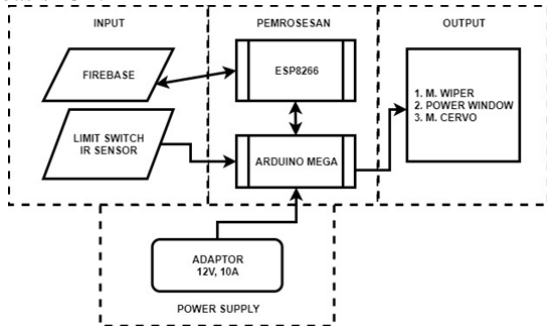 INPUT
PEMROSESAN
OUTPUT
FIREBASE
ESP8266
LIMIT SWITCH
IR SENSOR
ARDUINO MEGA
1. M. WIPER
2. POWER WINDOW
3. M. CERVO
ADAPTOR
12V, 10A
POWER SUPPLY